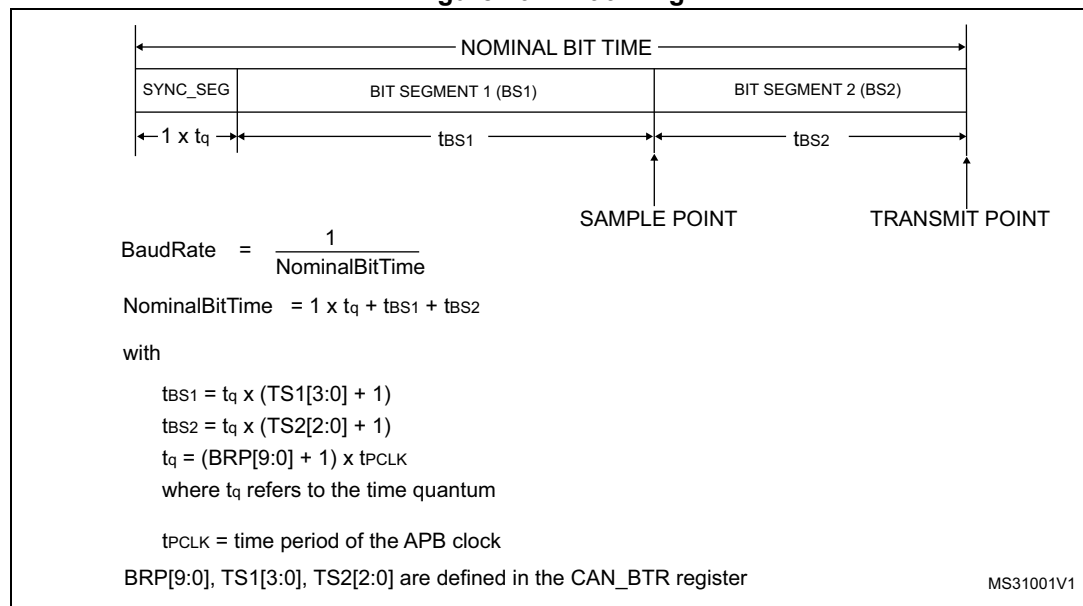 NOMINAL BIT TIME
SYNC_SEG BIT SEGMENT 1 (BS1) BIT SEGMENT 2 (BS2)
1 x tq tBS1 tBS2
SAMPLE POINT TRANSMIT POINT
BaudRate = 1
NominalBitTime
NominalBitTime = 1 x tq + tBS1 + tBS2
with
tBS1 = tq x (TS1[3:0] + 1)
tBS2 = tq x (TS2[2:0] + 1)
tq = (BRP[9:0] + 1) x tPCLK
where tq refers to the time quantum
tPCLK = time period of the APB clock
BRP[9:0], TS1[3:0], TS2[2:0] are defined in the CAN_BTR register
MS31001V1